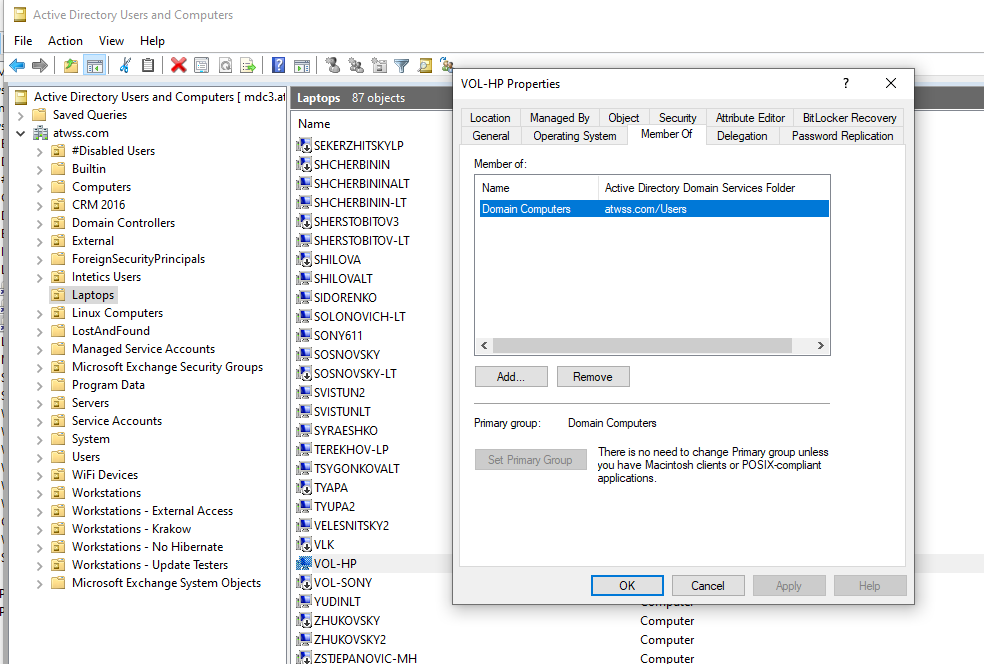 Active Directory Users and Computers
File Action View Help
Active Directory Users and Computers [ mdc3.at
Saved Queries
atwss.com
#Disabled Users
Builtin
Computers
CRM 2016
Domain Controllers
External
ForeignSecurityPrincipals
Intetics Users
Laptops
Linux Computers
LostAndFound
Managed Service Accounts
Microsoft Exchange Security Groups
Program Data
Servers
Service Accounts
System
Users
WiFi Devices
Workstations
Workstations - External Access
Workstations - Krakow
Workstations - No Hibernate
Workstations - Update Testers
Microsoft Exchange System Objects
Laptops 87 objects
Name
SEKERZHITSKYLP
SHCHERBININ
SHCHERBININALT
SHCHERBININ-LT
SHERSTOBITOV3
SHERSTOBITOV-LT
SHILOVA
SHILOVALT
SIDORENKO
SOLONOVICH-LT
SONY611
SOSNOVSKY
SOSNOVSKY-LT
SVISTUN2
SVISTUNLT
SYRAESHKO
TEREKHOV-LP
TSYGONKOVALT
TYAPA
TYUPA2
VELESNITSKY2
VLK
VOL-HP
VOL-SONY
YUDINLT Computer
ZHUKOVSKY Computer
ZHUKOVSKY2 Computer
ZSTJEPANOVIC-MH Computer
VOL-HP Properties
?
Location Managed By Object Security Attribute Editor BitLocker Recovery
General Operating System Member Of Delegation Password Replication
Member of:
Name Active Directory Domain Services Folder
Domain Computers atwss.com/Users
Add... Remove
Primary group: Domain Computers
Set Primary Group
There is no need to change Primary group unless
you have Macintosh clients or POSIX-compliant
applications.
OK Cancel Apply Help